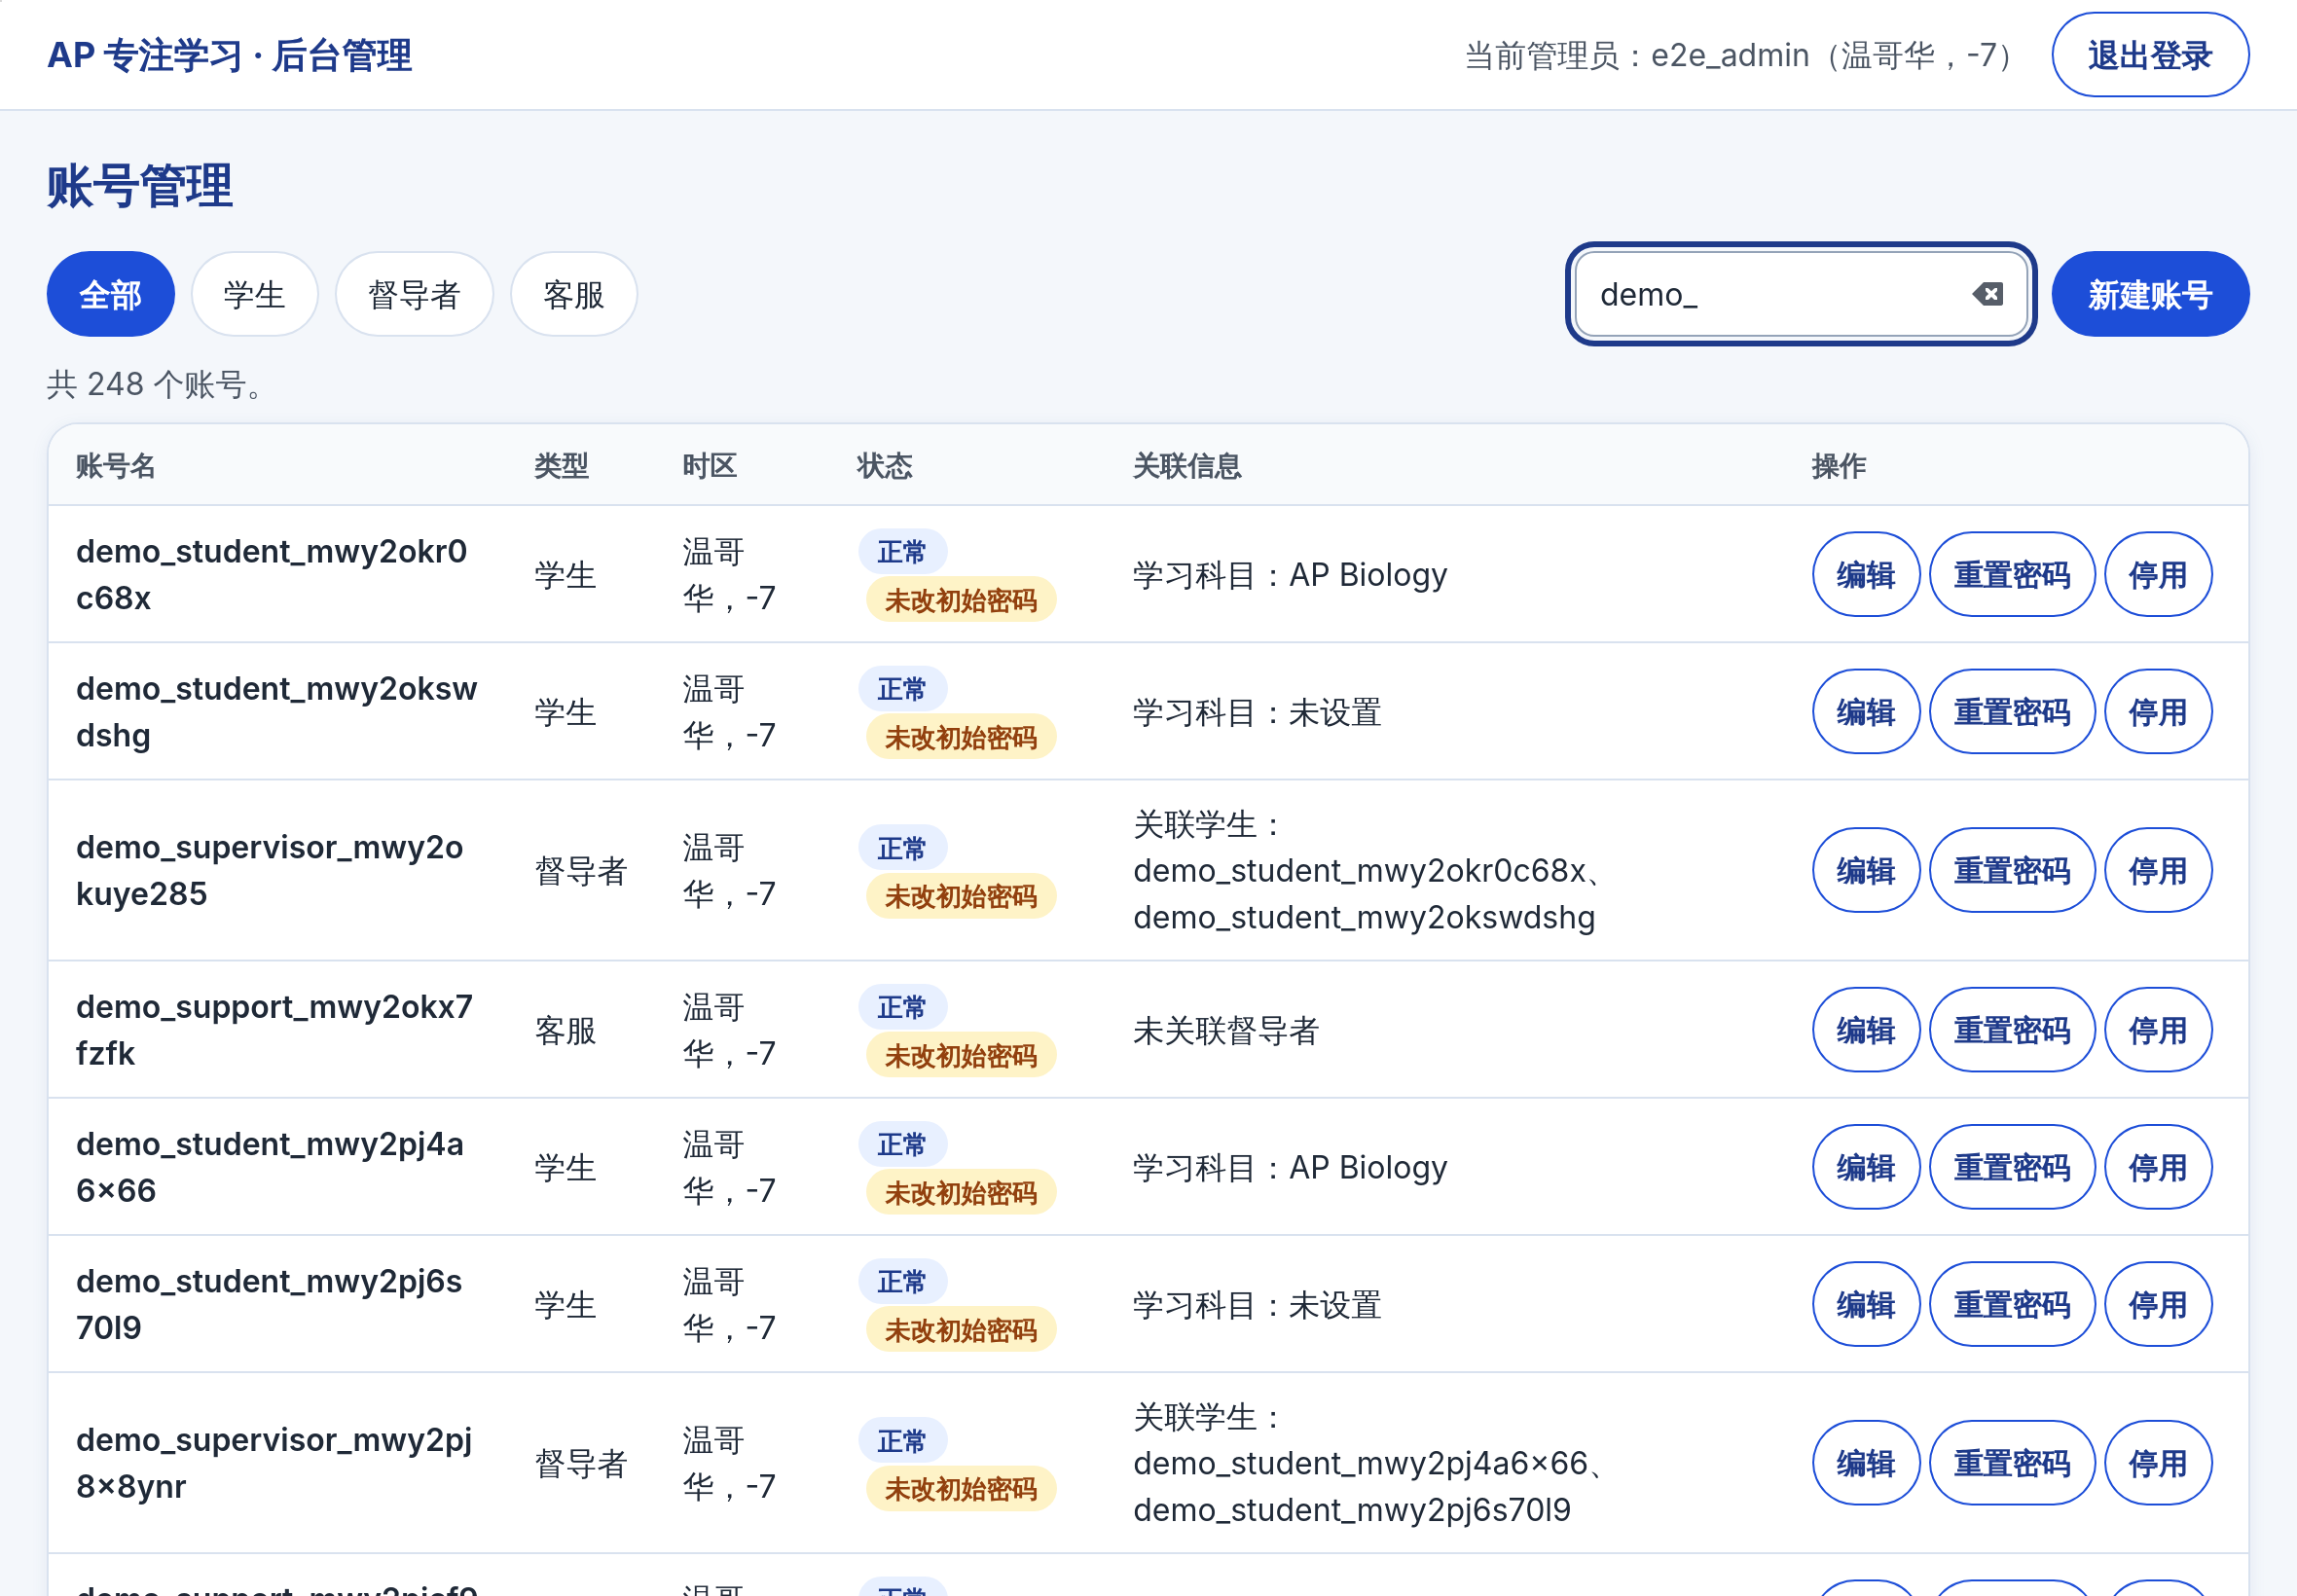 AP 专注学习 · 后台管理
当前管理员：e2e_admin（温哥华，-7）
退出登录
账号管理
全部
学生
督导者
客服
demo_
新建账号
共 248 个账号。
账号名 类型 时区 状态 关联信息 操作
demo_student_mwy2okr0
c68x
学生
温哥
华，-7
正常
未改初始密码
学习科目：AP Biology
编辑 重置密码 停用
demo_student_mwy2oksw
dshg
学生
温哥
华，-7
正常
未改初始密码
学习科目：未设置
编辑 重置密码 停用
demo_supervisor_mwy2o
kuye285
督导者
温哥
华，-7
正常
未改初始密码
关联学生：
demo_student_mwy2okr0c68x、
demo_student_mwy2okswdshg
编辑 重置密码 停用
demo_support_mwy2okx7
fzfk
客服
温哥
华，-7
正常
未改初始密码
未关联督导者
编辑 重置密码 停用
demo_student_mwy2pj4a
6×66
学生
温哥
华，-7
正常
未改初始密码
学习科目：AP Biology
编辑 重置密码 停用
demo_student_mwy2pj6s
70l9
学生
温哥
华，-7
正常
未改初始密码
学习科目：未设置
编辑 重置密码 停用
demo_supervisor_mwy2pj
8×8ynr
督导者
温哥
华，-7
正常
未改初始密码
关联学生：
demo_student_mwy2pj4a6×66、
demo_student_mwy2pj6s70l9
编辑 重置密码 停用
温哥
正常